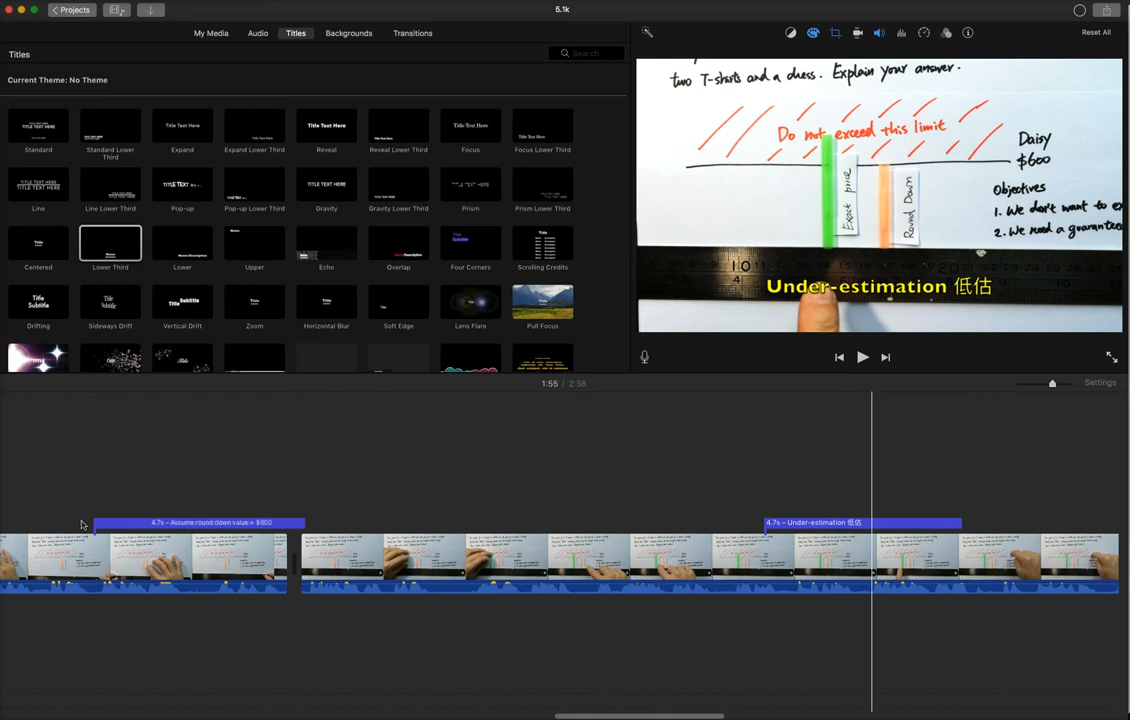 Projects
5.1k
My Media
Audio
Titles
Backgrounds
Transitions
Reset All
Titles
Search
Current Theme: No Theme
Standard
Standard Lower Third
Expand
Expand Lower Third
Reveal
Reveal Lower Third
Focus
Focus Lower Third
Line
Line Lower Third
Pop-up
Pop-up Lower Third
Gravity
Gravity Lower Third
Prism
Prism Lower Third
Centered
Lower Third
Lower
Upper
Echo
Overlap
Four Corners
Scrolling Credits
Drifting
Sideways Drift
Vertical Drift
Zoom
Horizontal Blur
Soft Edge
Lens Flare
Pull Focus
two T-shirts and a dress. Explain your answer.
Do not exceed this limit
Daisy
$600
Exact price
Round Down
Objectives
1. We don't want to
2. We need a
Under-estimation 低估
1:55 / 2:38
Settings
4.7s – Assume round down value = $600
4.7s – Under-estimation 低估